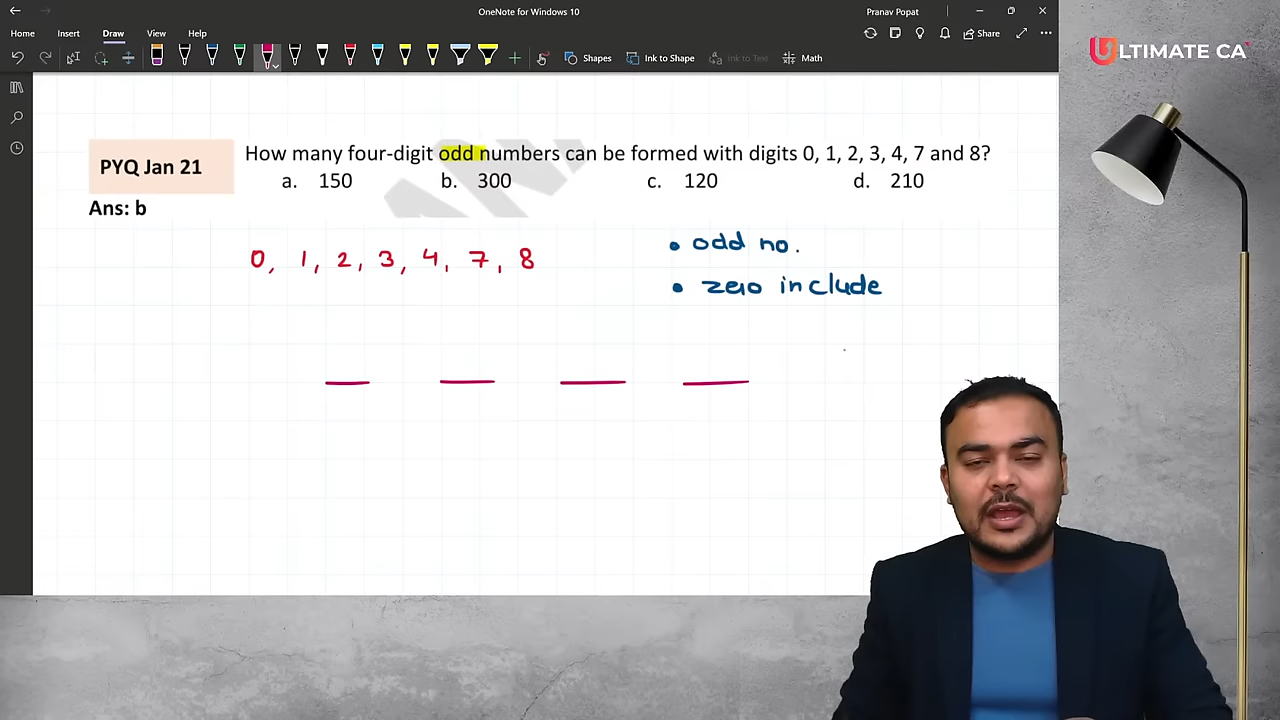 OneNote for Windows 10
Pranav Popat
Home Insert Draw View Help
Share
Shapes Ink to Shape Ink to Text Math
ULTIMATE CA
PYQ Jan 21
How many four-digit odd numbers can be formed with digits 0, 1, 2, 3, 4, 7 and 8?
a. 150 b. 300 c. 120 d. 210
Ans: b
0, 1, 2, 3, 4, 7, 8
• odd no.
• zero include